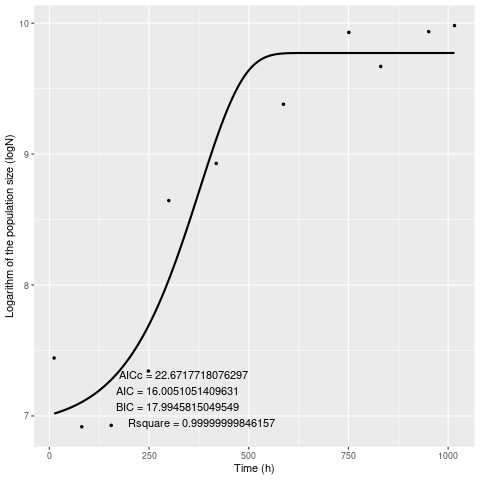 10
9
8
7
Logarithm of the population size (logN)
AICc = 22.6717718076297
AIC = 16.0051051409631
BIC = 17.9945815049549
Rsquare = 0.99999999846157
0 250 500 750 1000
Time (h)